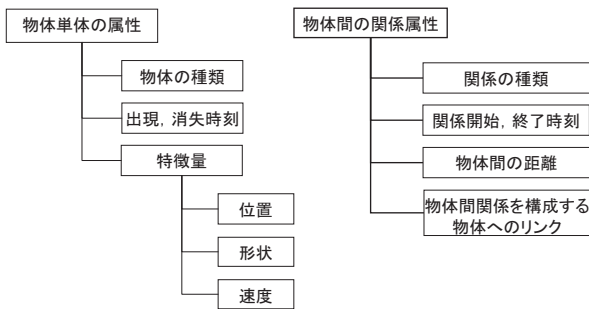 物体単体の属性
物体の種類
出現, 消失時刻
特徴量
位置
形状
速度
物体間の関係属性
関係の種類
関係開始, 終了時刻
物体間の距離
物体間関係を構成する
物体へのリンク